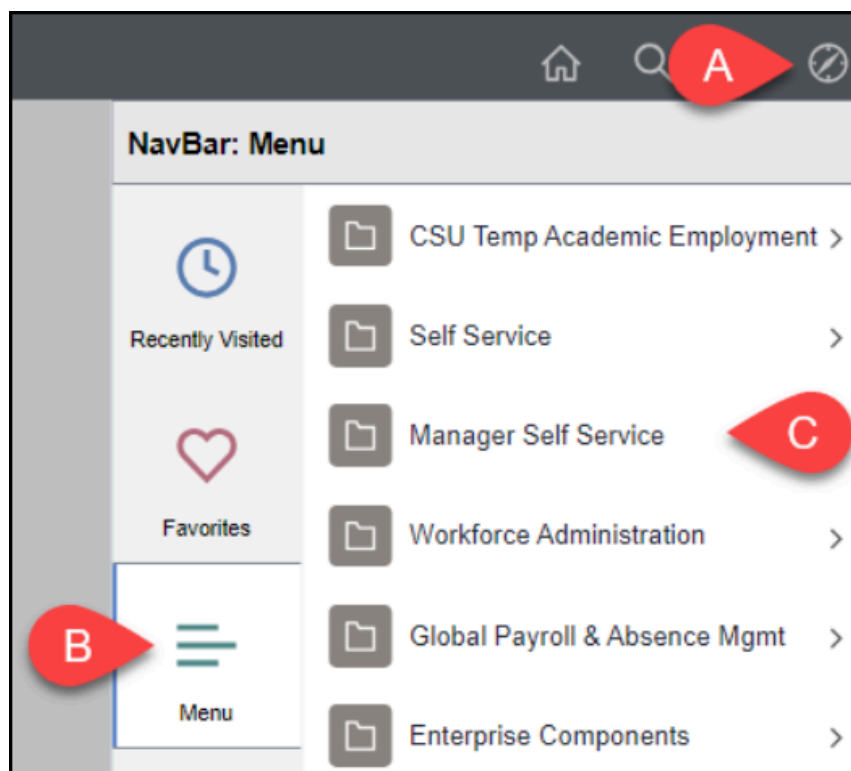 A
NavBar: Menu
CSU Temp Academic Employment
Recently Visited
Self Service
Manager Self Service
C
Favorites
Workforce Administration
B
Global Payroll & Absence Mgmt
Menu
Enterprise Components